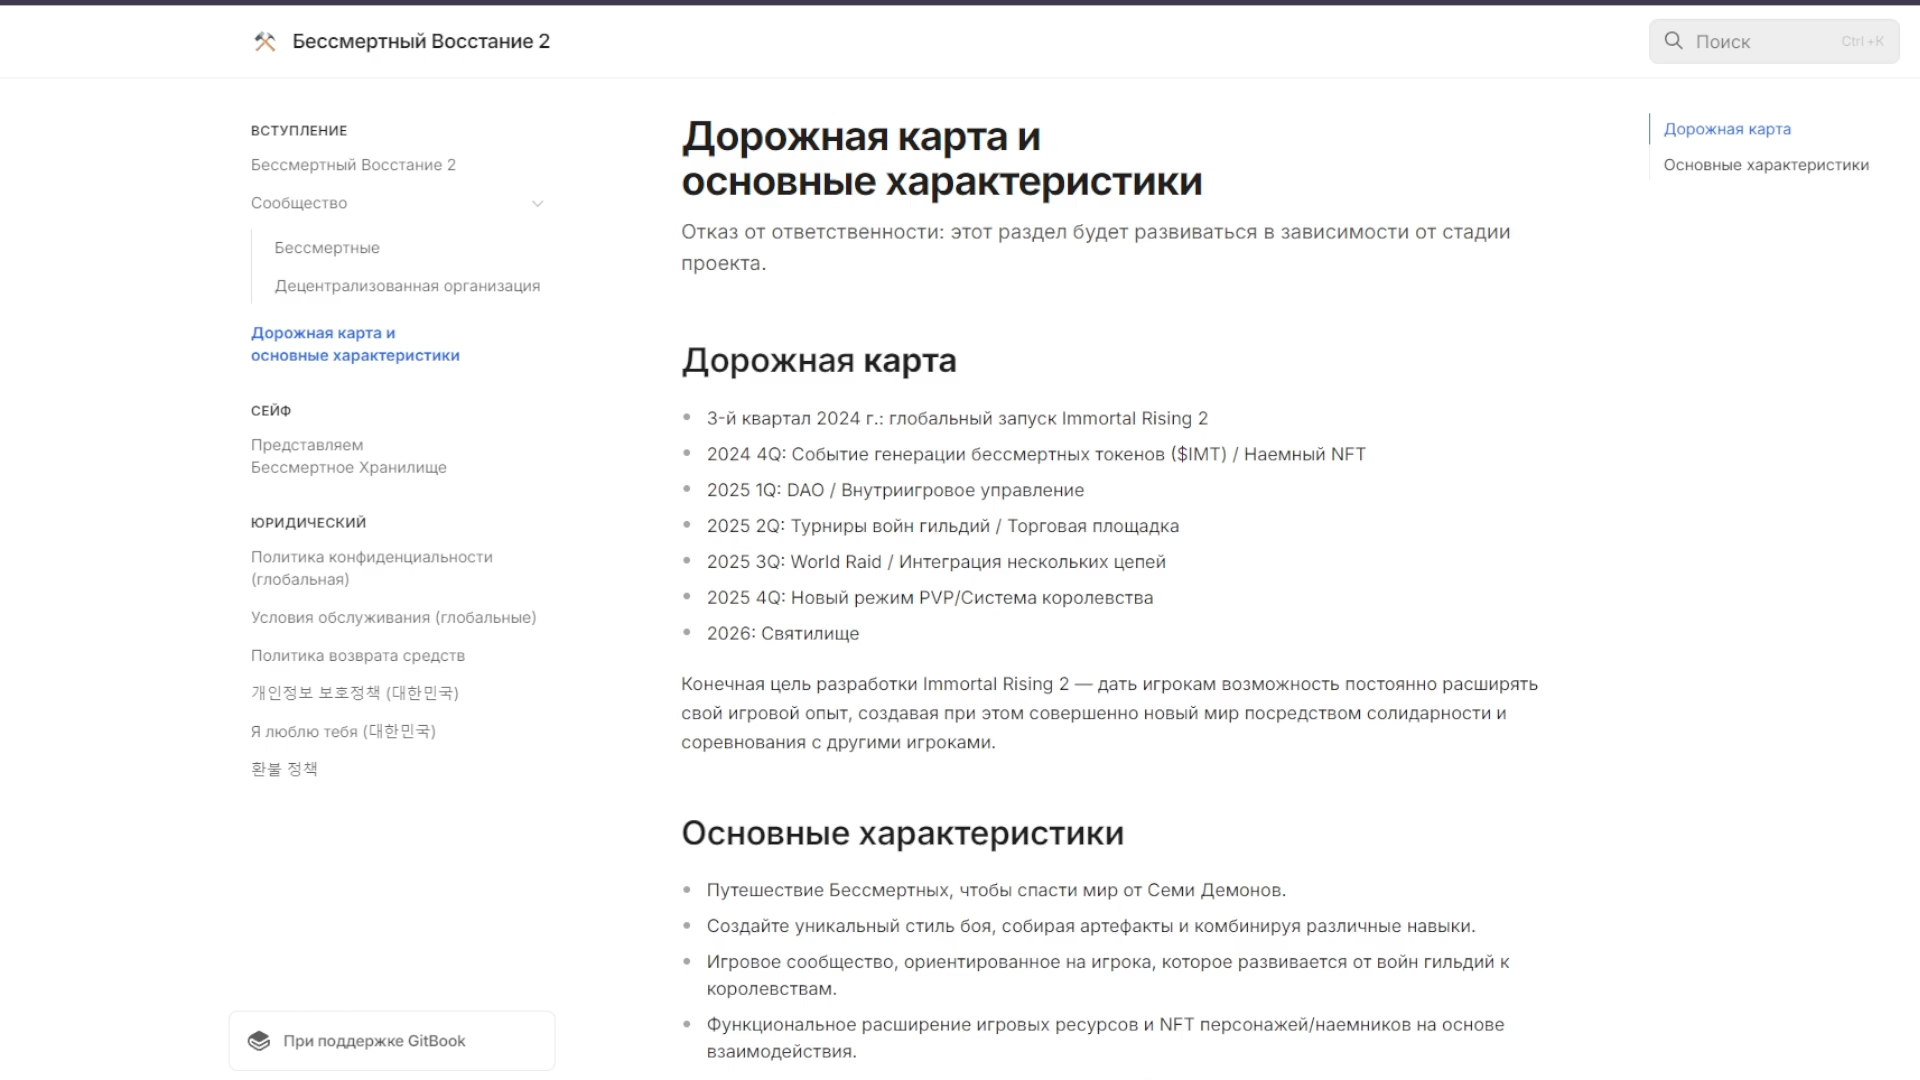 Бессмертный Восстание 2
Поиск
Ctrl +K
ВСТУПЛЕНИЕ
Бессмертный Восстание 2
Сообщество
Бессмертные
Децентрализованная организация
Дорожная карта и
основные характеристики
СЕЙФ
Представляем
Бессмертное Хранилище
ЮРИДИЧЕСКИЙ
Политика конфиденциальности
(глобальная)
Условия обслуживания (глобальные)
Политика возврата средств
개인정보 보호정책 (대한민국)
Я люблю тебя (대한민국)
환불 정책
При поддержке GitBook
Дорожная карта и
основные характеристики
Отказ от ответственности: этот раздел будет развиваться в зависимости от стадии
проекта.
Дорожная карта
3-й квартал 2024 г.: глобальный запуск Immortal Rising 2
2024 4Q: Событие генерации бессмертных токенов ($IMT) / Наемный NFT
2025 1Q: DAO / Внутриигровое управление
2025 2Q: Турниры войн гильдий / Торговая площадка
2025 3Q: World Raid / Интеграция нескольких цепей
2025 4Q: Новый режим PVP/Система королевства
2026: Святилище
Конечная цель разработки Immortal Rising 2 — дать игрокам возможность постоянно расширять
свой игровой опыт, создавая при этом совершенно новый мир посредством солидарности и
соревнования с другими игроками.
Основные характеристики
Путешествие Бессмертных, чтобы спасти мир от Семи Демонов.
Создайте уникальный стиль боя, собирая артефакты и комбинируя различные навыки.
Игровое сообщество, ориентированное на игрока, которое развивается от войн гильдий к
королевствам.
Функциональное расширение игровых ресурсов и NFT персонажей/наемников на основе
взаимодействия.
Дорожная карта
Основные характеристики